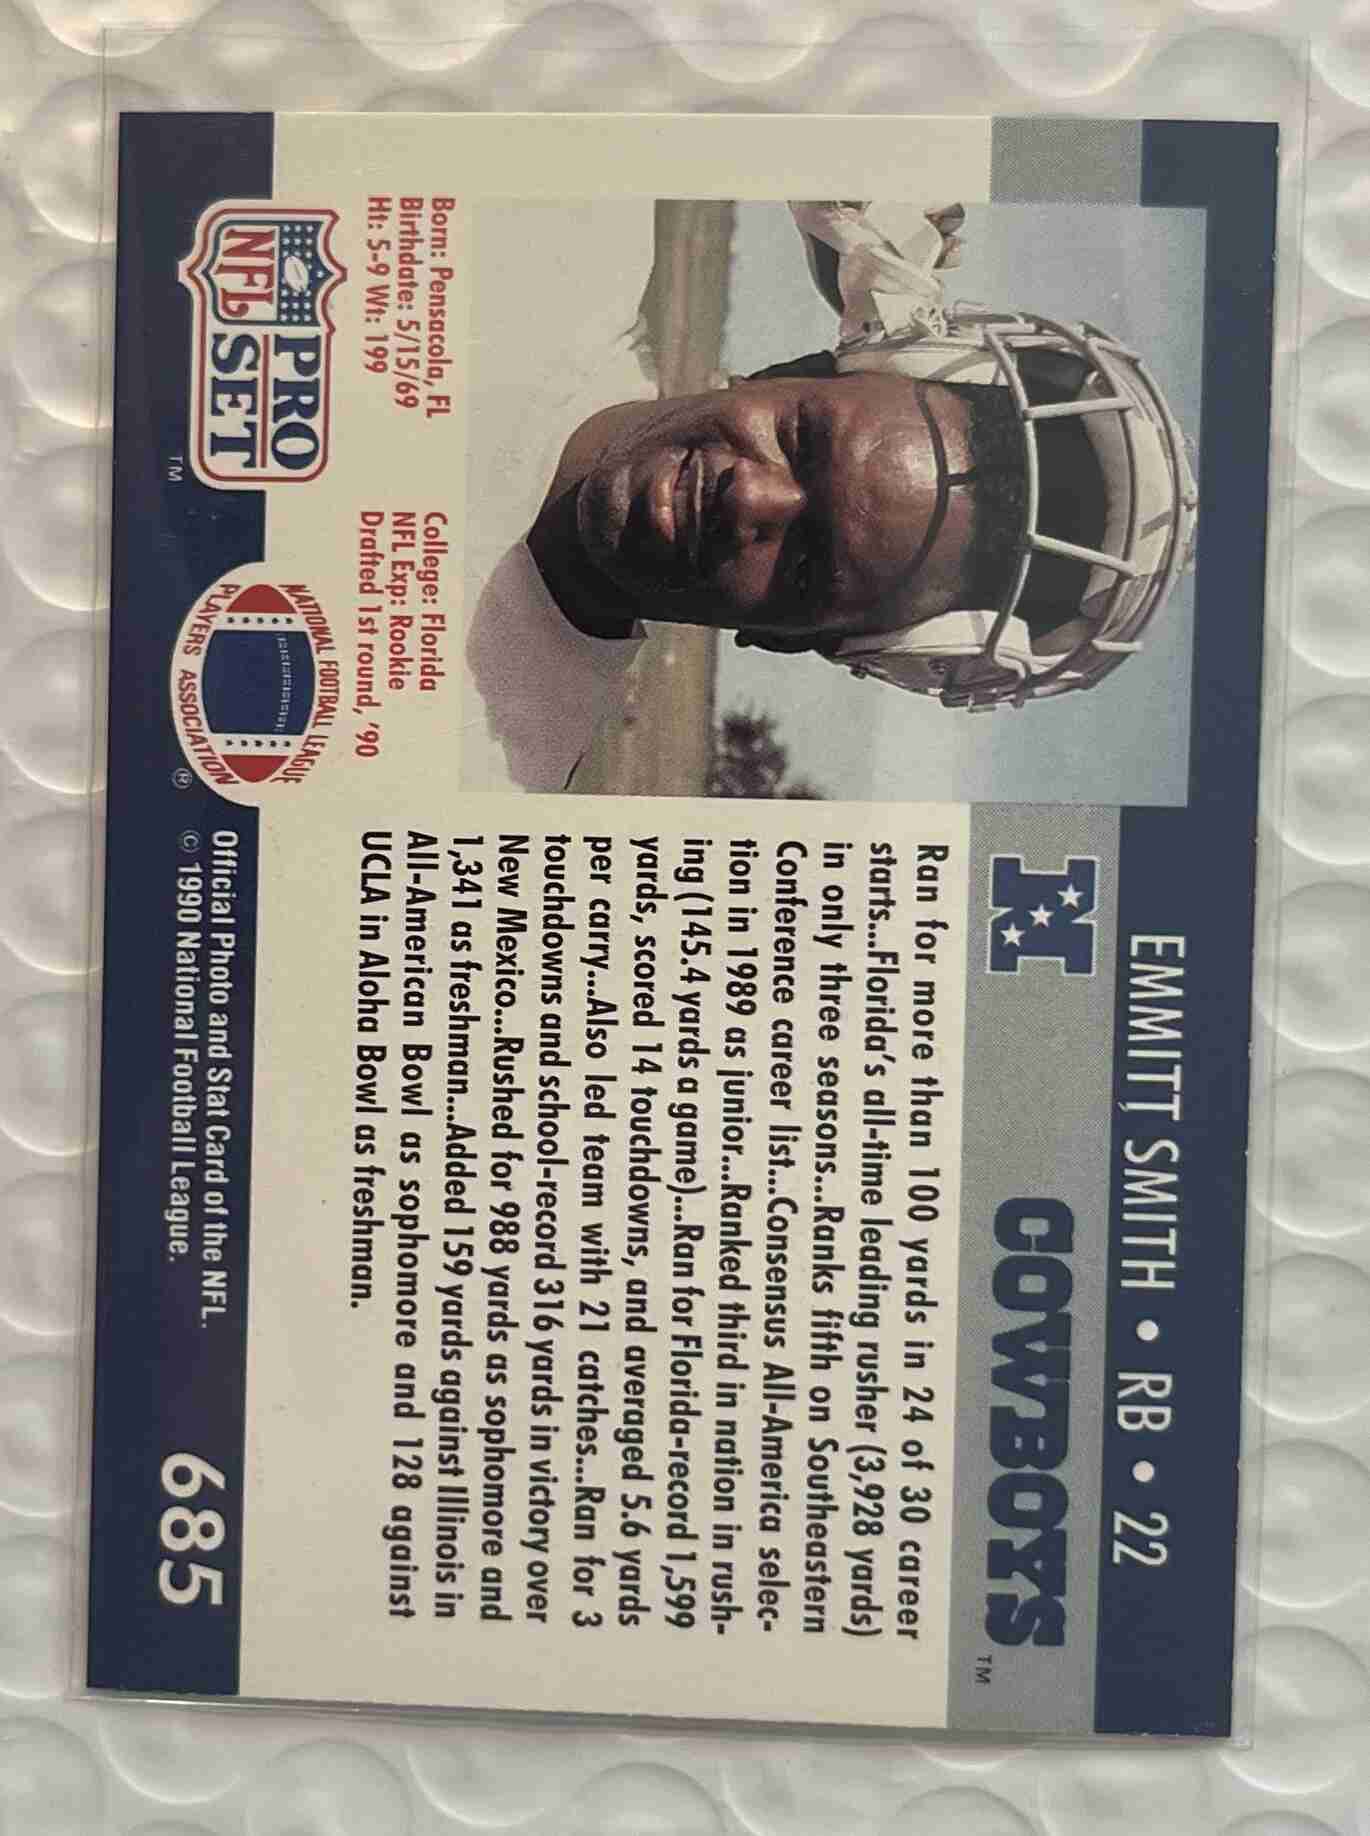 EMMITT SMITH • RB • 22
N
COWBOYS™
Ran for more than 100 yards in 24 of 30 career
starts...Florida's all-time leading rusher (3,928 yards)
in only three seasons...Ranks fifth on Southeastern
Conference career list...Consensus All-America selec-
tion in 1989 as junior...Ranked third in nation in rush-
ing (145.4 yards a game)...Ran for Florida-record 1,599
yards, scored 14 touchdowns, and averaged 5.6 yards
per carry...Also led team with 21 catches...Ran for 3
touchdowns and school-record 316 yards in victory over
New Mexico...Rushed for 988 yards as sophomore and
1,341 as freshman...Added 159 yards against Illinois in
All-American Bowl as sophomore and 128 against
UCLA in Aloha Bowl as freshman.
Born: Pensacola, FL
Birthdate: 5/15/69
Ht: 5-9 Wt: 199
College: Florida
NFL Exp: Rookie
Drafted 1st round, '90
NFL
PRO
SET
™
NATIONAL FOOTBALL LEAGUE
PLAYERS ASSOCIATION
®
Official Photo and Stat Card of the NFL.
© 1990 National Football League.
685